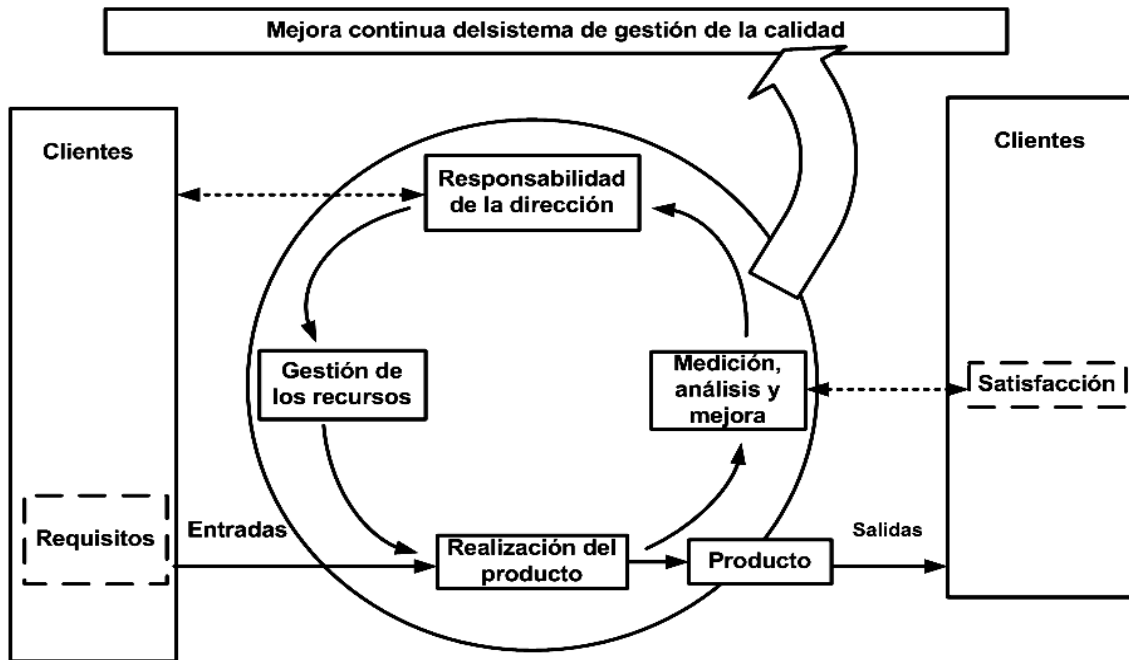 Mejora continua delsistema de gestión de la calidad
Clientes
Clientes
Responsabilidad
de la dirección
Gestión de
los recursos
Medición,
análisis y
mejora
Satisfacción
Requisitos
Entradas
Realización del
producto
Producto
Salidas